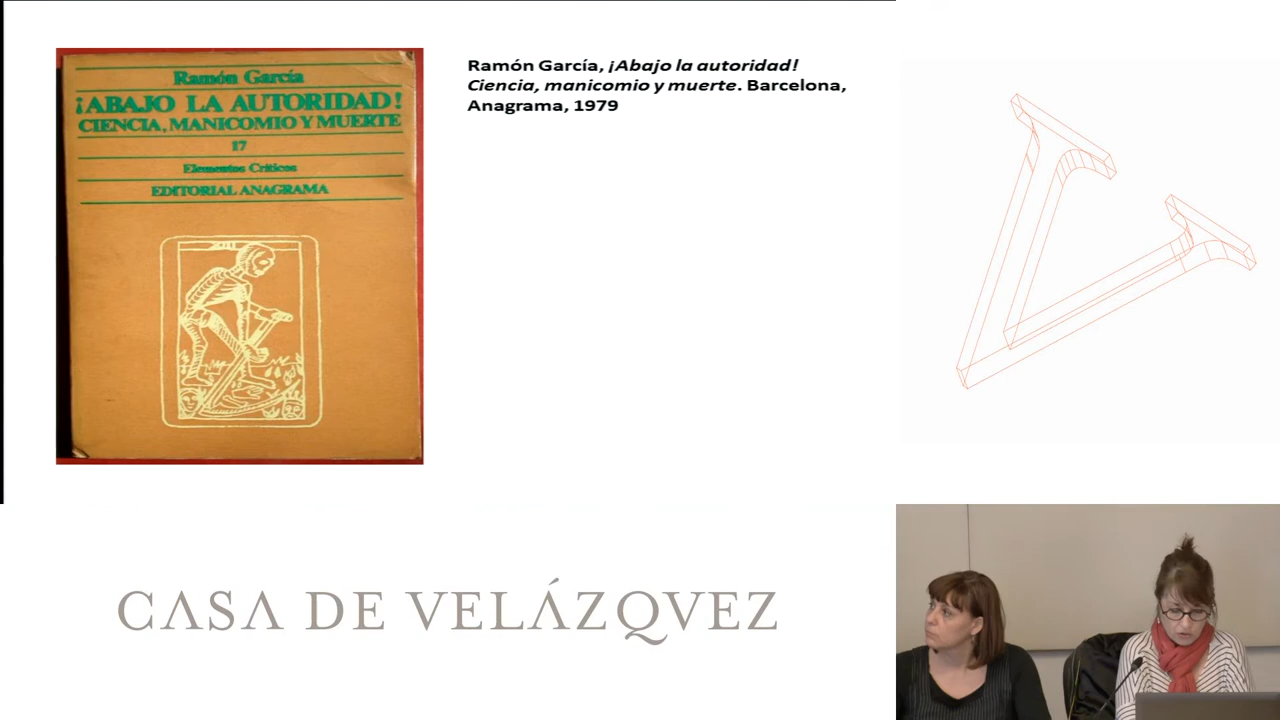 Ramón García
¡ABAJO LA AUTORIDAD!
CIENCIA, MANICOMIO Y MUERTE
17
Elementos Críticos
EDITORIAL ANAGRAMA
XIII
Ramón García, ¡Abajo la autoridad!
Ciencia, manicomio y muerte. Barcelona,
Anagrama, 1979
CASA DE VELÁZQVEZ